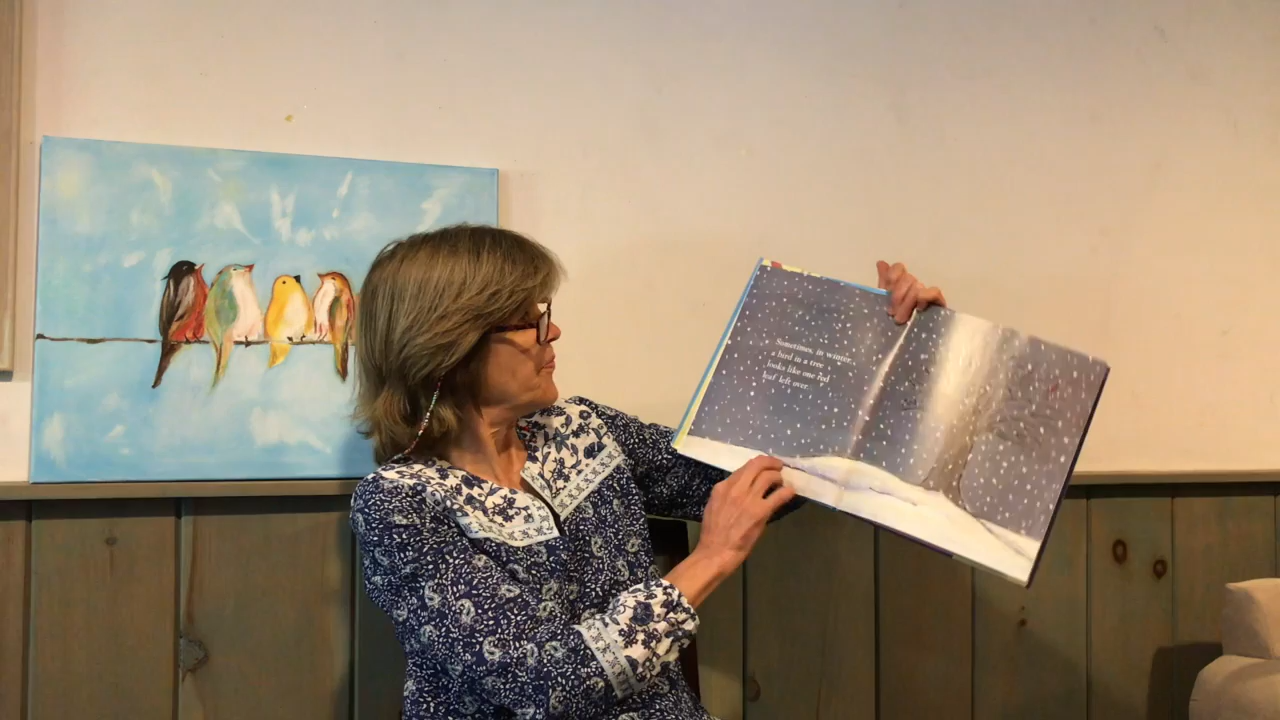 Sometimes, in winter,
a bird in a tree
looks like one red
leaf left over.